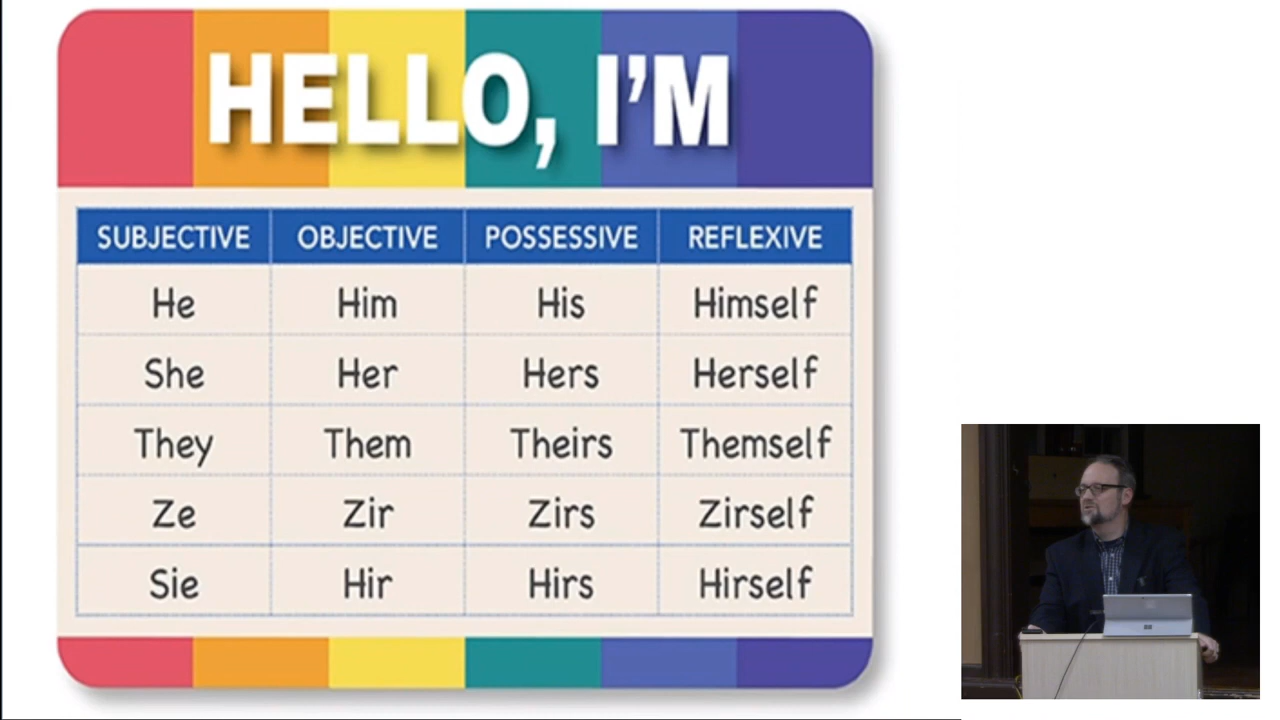 HELLO, I'M
SUBJECTIVE OBJECTIVE POSSESSIVE REFLEXIVE
He Him His Himself
She Her Hers Herself
They Them Theirs Themself
Ze Zir Zirs Zirself
Sie Hir Hirs Hirself